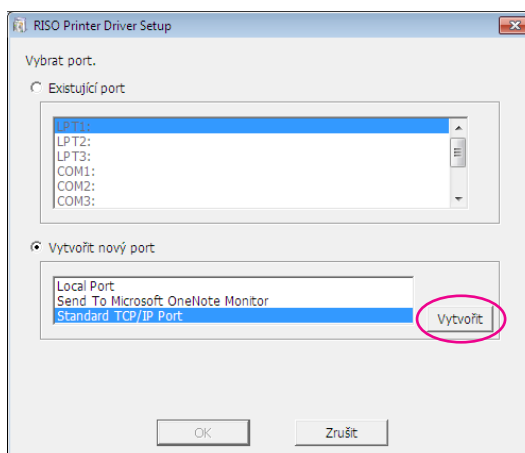 RISO Printer Driver Setup
Vybrat port.
Existující port
LPT1:
LPT2:
LPT3:
COM1:
COM2:
COM3:
Vytvořit nový port
Local Port
Send To Microsoft OneNote Monitor
Standard TCP/IP Port
Vytvořit
OK
Zrušit